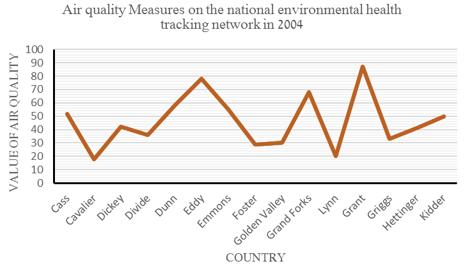 Air quality Measures on the national environmental health
tracking network in 2004
VALUE OF AIR QUALITY
100
90
80
70
60
50
40
30
20
10
0
Cass
Cavalier
Dickey
Divide
Dunn
Eddy
Emmons
Foster
Golden Valley
Grand Forks
Lynn
Grant
Griggs
Hettinger
Kidder
COUNTRY